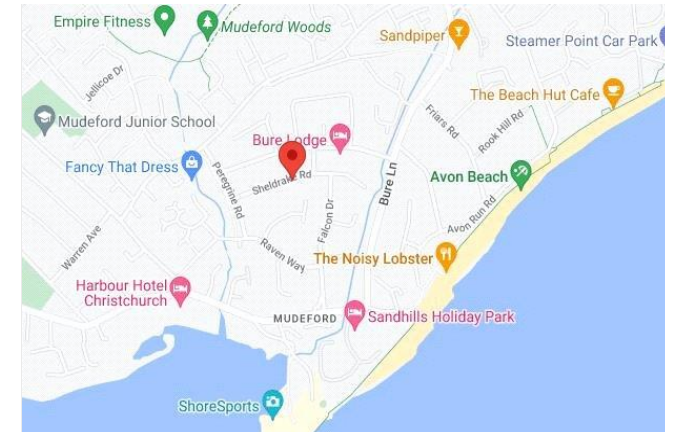 Empire Fitness
Mudeford Woods
Sandpiper
Steamer Point Car Park
Jellicoe Dr
The Beach Hut Cafe
Mudeford Junior School
Friars Rd
Rook Hill Rd
Bure Lodge
Fancy That Dress
Peregrine Rd
Sheldrake Rd
Bure Ln
Avon Beach
Falcon Dr
Avon Run Rd
Warren Ave
Raven Way
The Noisy Lobster
Harbour Hotel
Christchurch
MUDEFORD
Sandhills Holiday Park
ShoreSports